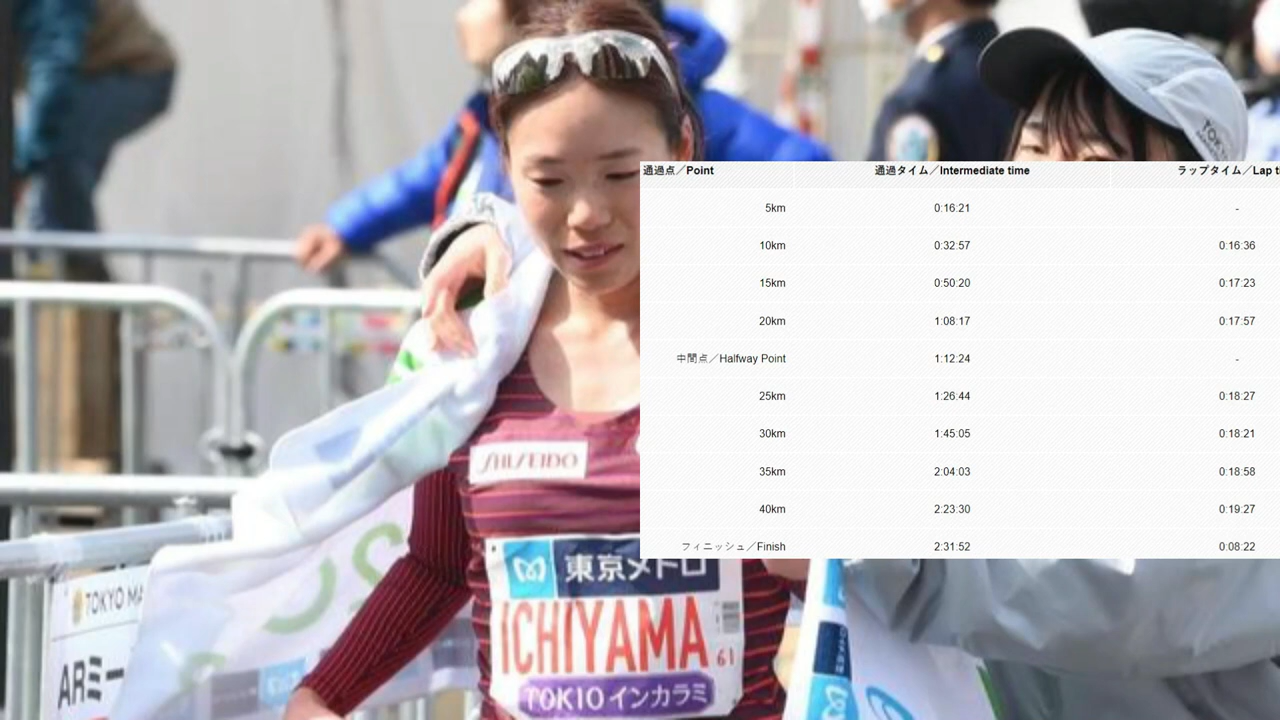 通過点／Point 通過タイム／Intermediate time ラップタイム／Lap
5km 0:16:21 -
10km 0:32:57 0:16:36
15km 0:50:20 0:17:23
20km 1:08:17 0:17:57
中間点／Halfway Point 1:12:24 -
25km 1:26:44 0:18:27
30km 1:45:05 0:18:21
35km 2:04:03 0:18:58
40km 2:23:30 0:19:27
フィニッシュ／Finish 2:31:52 0:08:22
SHISEIDO
東京メトロ
ICHIYAMA
61
TOKIOインカラミ
TOKYO
ARミー